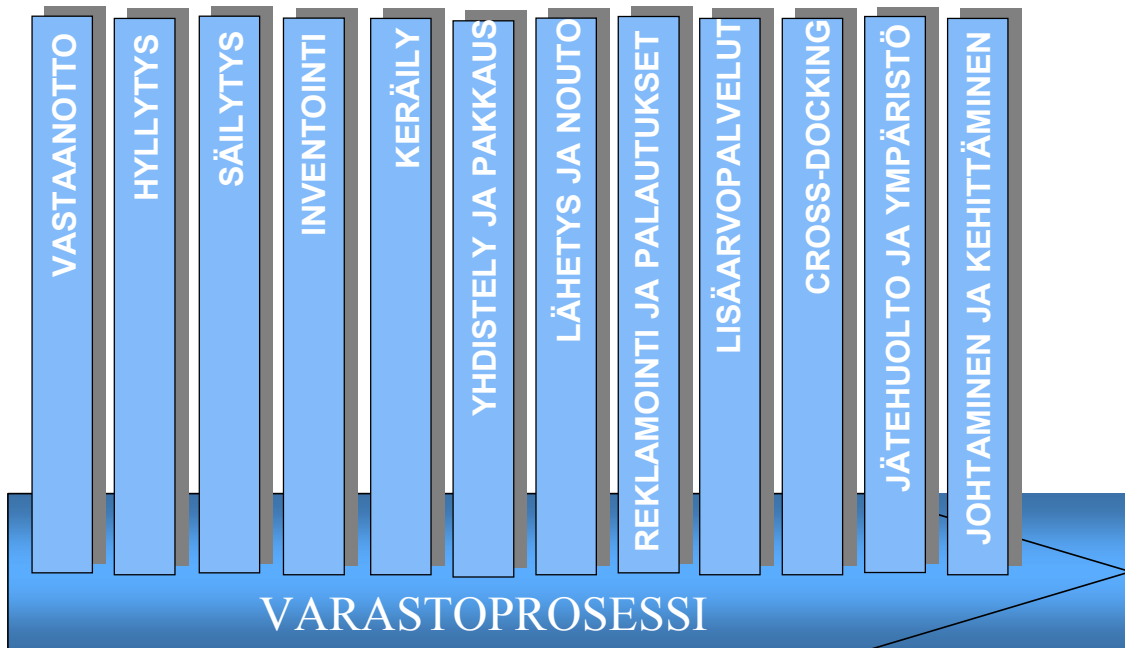 VASTAANOTTO
HYLLYTYS
SÄILYTYS
INVENTOINTI
KERÄILY
YHDISTELY JA PAKKAUS
LÄHETYS JA NOUTO
REKLAMOINTI JA PALAUTUKSET
LISÄARVOPALVELUT
CROSS-DOCKING
JÄTEHUOLTO JA YMPÄRISTÖ
JOHTAMINEN JA KEHITTÄMINEN
VARASTOPROSESSI